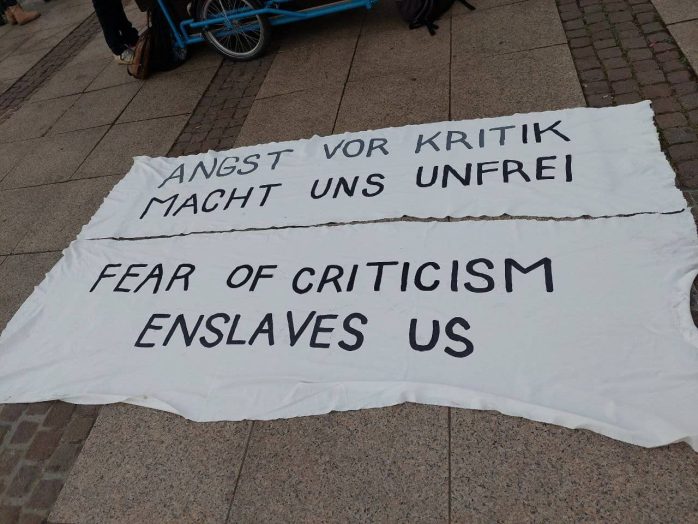 ANGST VOR KRITIK
MACHT UNS UNFREI
FEAR OF CRITICISM
ENSLAVES US